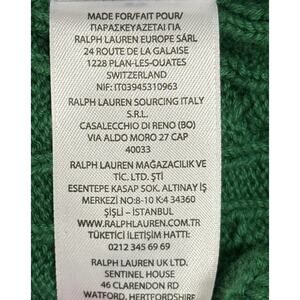 MADE FOR/FAIT POUR/
ΠΑΡΑΣΚΕΥΑΖΕΤΑΙ ΓΙΑ
RALPH LAUREN EUROPE SÁRL
24 ROUTE DE LA GALAISE
1228 PLAN-LES-OUATES
SWITZERLAND
NIF: IT03945310963
RALPH LAUREN SOURCING ITALY
S.R.L.
CASALECCHIO DI RENO (BO)
VIA ALDO MORO 27 CAP
40033
RALPH LAUREN MAĞAZACILIK VE
TİC. LTD. ŞTİ
ESENTEPE KASAP SOK. ALTINAY İŞ
MERKEZİ NO:8-10 K:4 34360
ŞİŞLİ - İSTANBUL
WWW.RALPHLAUREN.COM.TR
TÜKETİCİ İLETİŞİM HATTI:
0212 345 69 69
RALPH LAUREN UK LTD.
SENTINEL HOUSE
46 CLARENDON RD
WATFORD, HERTFORDSHIRE